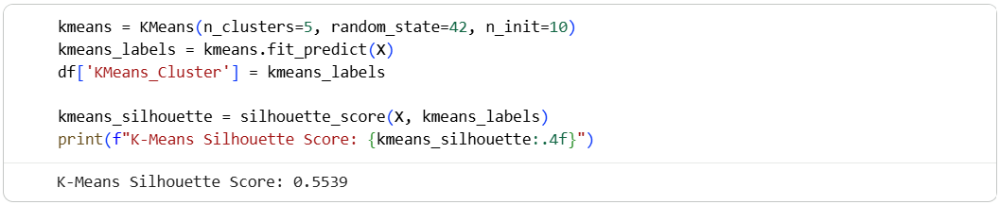 kmeans = KMeans(n_clusters=5, random_state=42, n_init=10)
kmeans_labels = kmeans.fit_predict(X)
df['KMeans_Cluster'] = kmeans_labels
kmeans_silhouette = silhouette_score(X, kmeans_labels)
print(f"K-Means Silhouette Score: {kmeans_silhouette:.4f}")
K-Means Silhouette Score: 0.5539